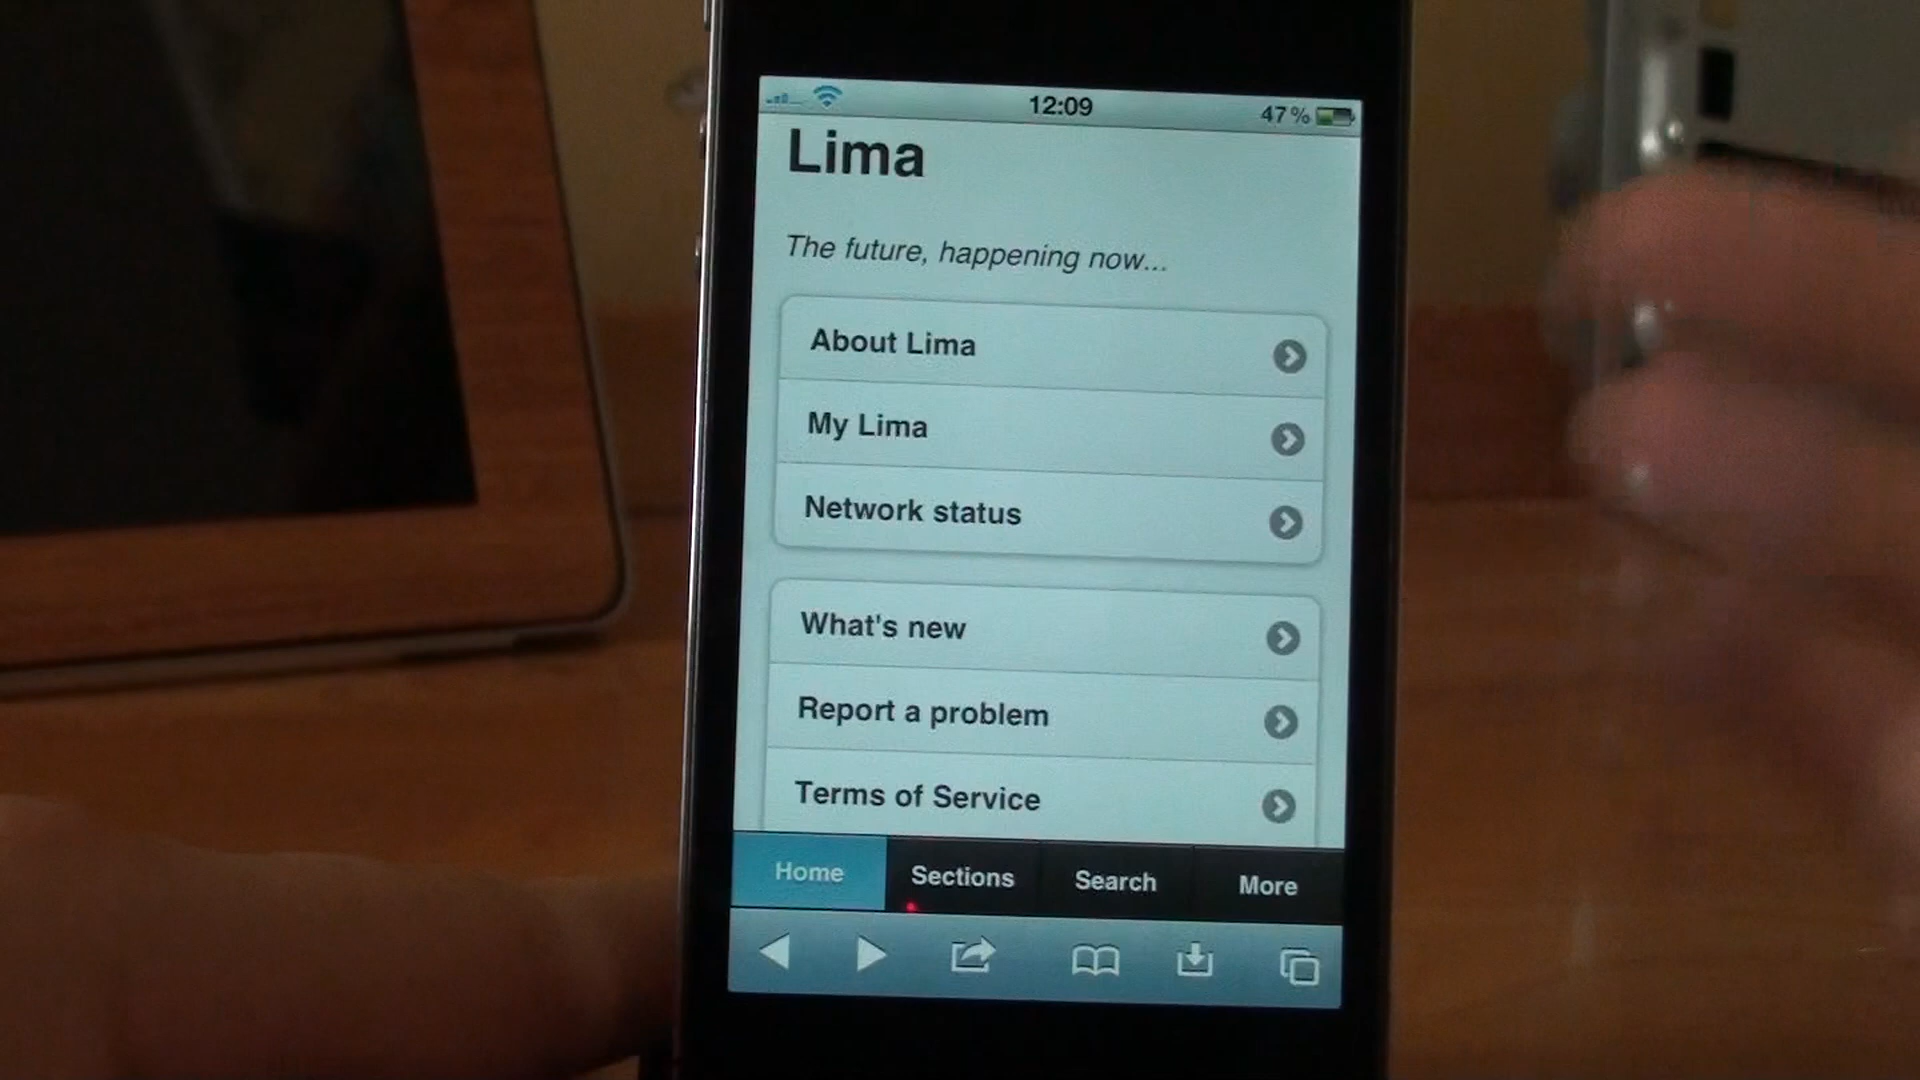 12:09
47%
Lima
The future, happening now...
About Lima
My Lima
Network status
What's new
Report a problem
Terms of Service
Home Sections Search More